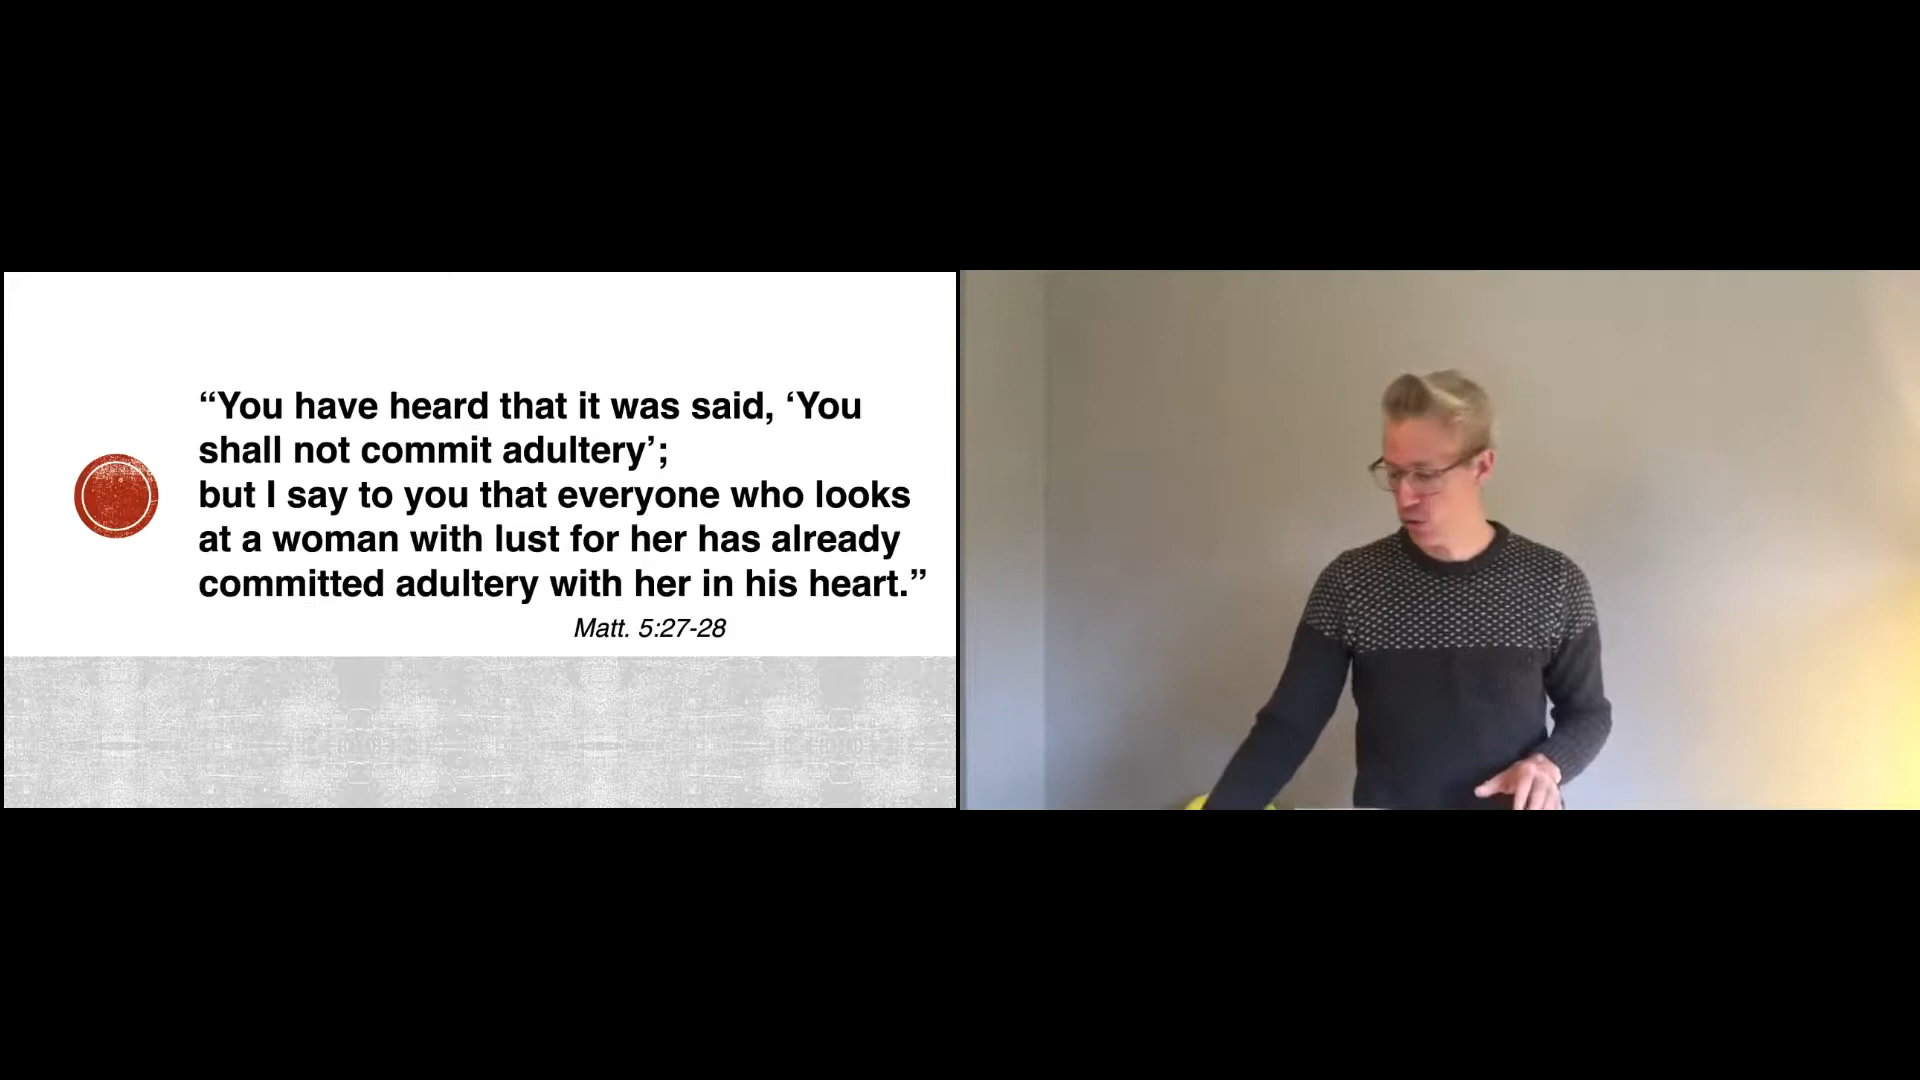 “You have heard that it was said, ‘You
shall not commit adultery’;
but I say to you that everyone who looks
at a woman with lust for her has already
committed adultery with her in his heart.”
Matt. 5:27-28